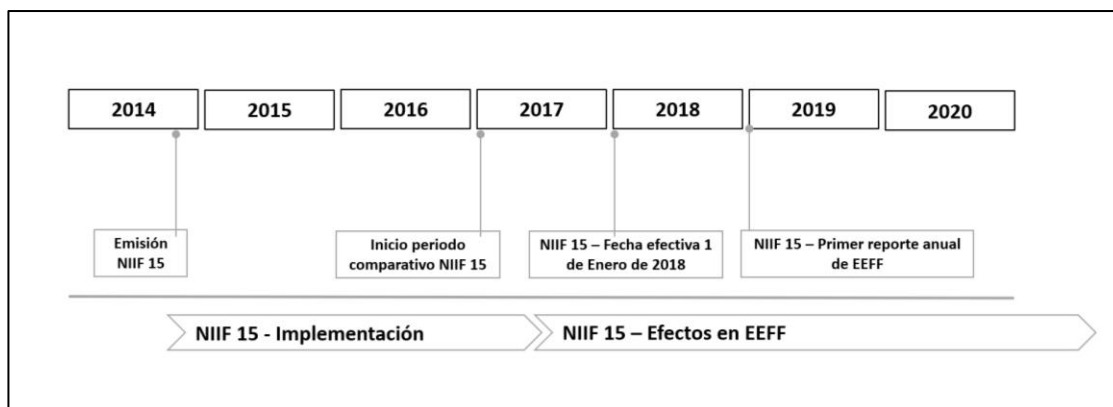 2014
2015
2016
2017
2018
2019
2020
Emisión
NIIF 15
Inicio periodo
comparativo NIIF 15
NIIF 15 – Fecha efectiva 1
de Enero de 2018
NIIF 15 – Primer reporte anual
de EEFF
NIIF 15 - Implementación
NIIF 15 – Efectos en EEFF